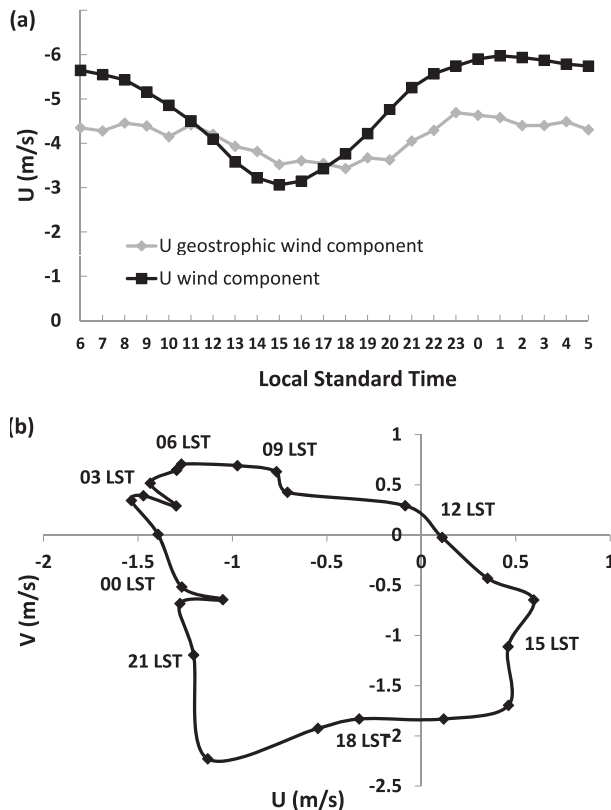 (a)
-6
-5
-4
-3
-2
-1
0
U (m/s)
U geostrophic wind component
U wind component
6 7 8 9 10 11 12 13 14 15 16 17 18 19 20 21 22 23 0 1 2 3 4 5
Local Standard Time
(b)
1
0.5
0
-0.5
-1
-1.5
-2
-2.5
-2 -1.5 -1 -0.5 0 0.5 1
V (m/s)
06 LST
09 LST
03 LST
12 LST
00 LST
15 LST
21 LST
18 LST
U (m/s)